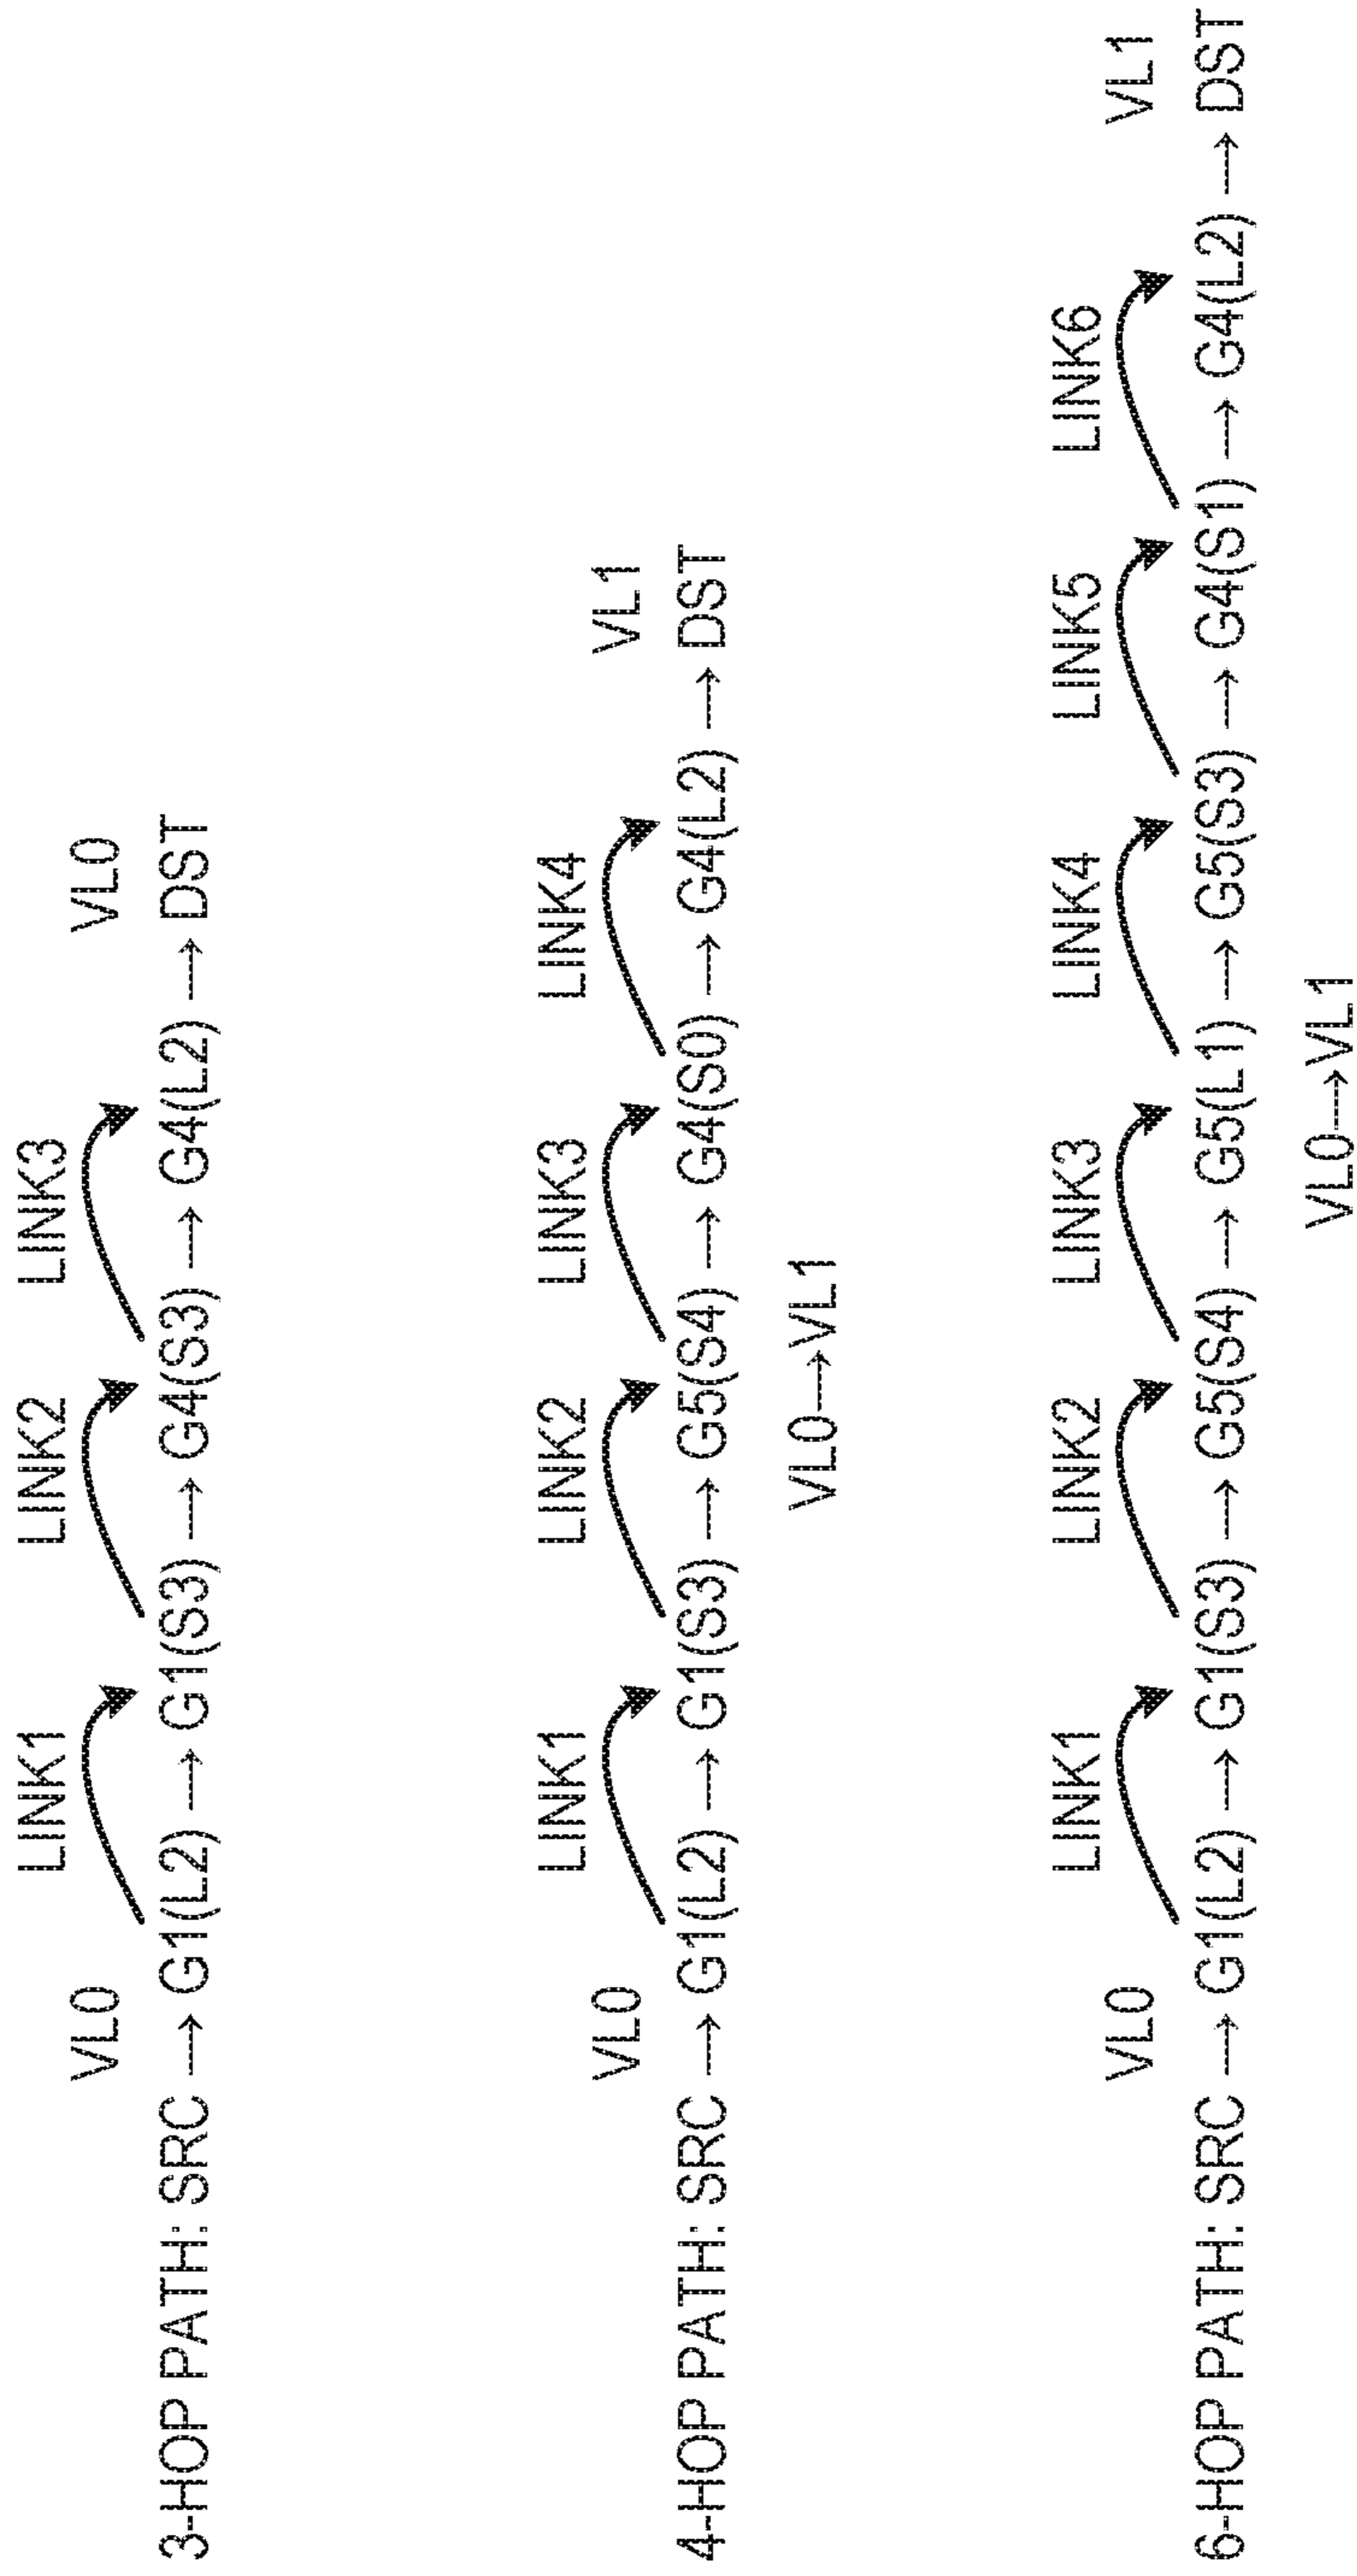 LINK1 LINK2 LINK3
VL0 VL0
3-HOP PATH: SRC → G1(L2) → G1(S3) → G4(S3) → G4(L2) → DST
LINK1 LINK2 LINK3 LINK4
VL0 VL1
4-HOP PATH: SRC → G1(L2) → G1(S3) → G5(S4) → G4(S0) → G4(L2) → DST
VL0→VL1
LINK1 LINK2 LINK3 LINK4 LINK5 LINK6
VL0 VL1
6-HOP PATH: SRC → G1(L2) → G1(S3) → G5(S4) → G5(L1) → G5(S3) → G4(S1) → G4(L2) → DST
VL0→VL1